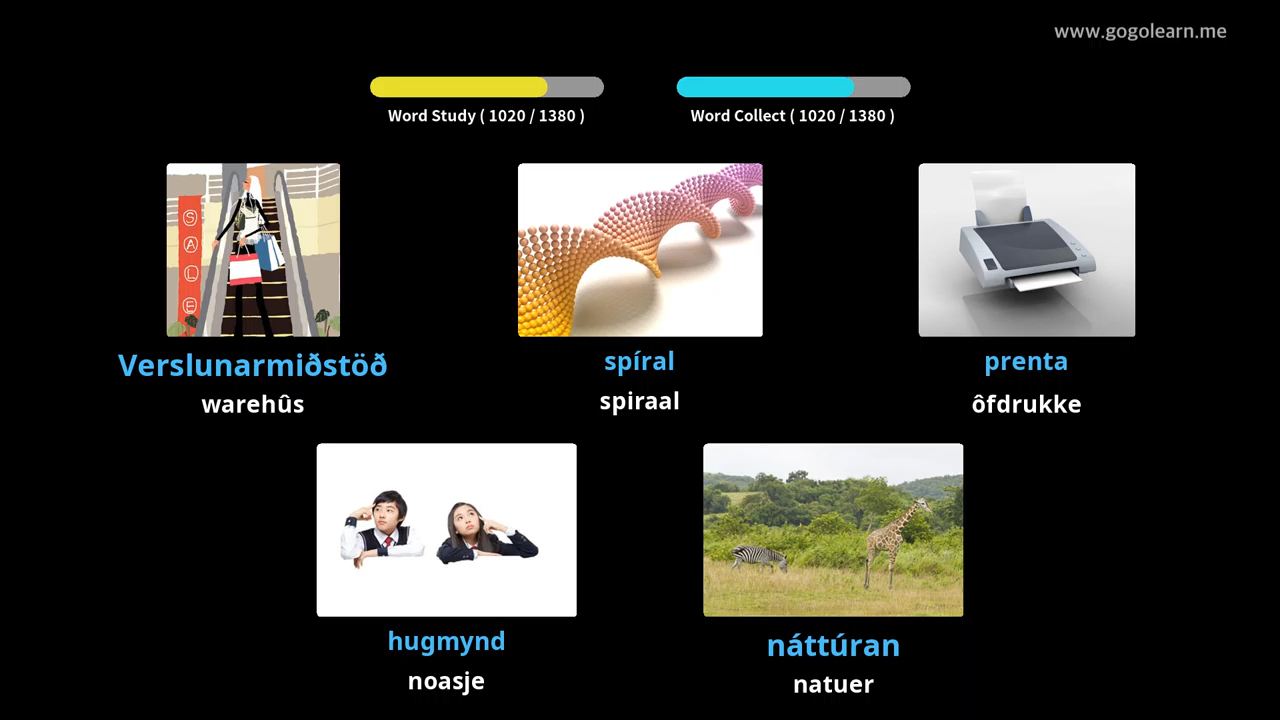 www.gogolearn.me
Word Study ( 1020 / 1380 )
Word Collect ( 1020 / 1380 )
SALE
Verslunarmiðstöð
warehûs
spíral
spiraal
prenta
ôfdrukke
hugmynd
noasje
náttúran
natuer